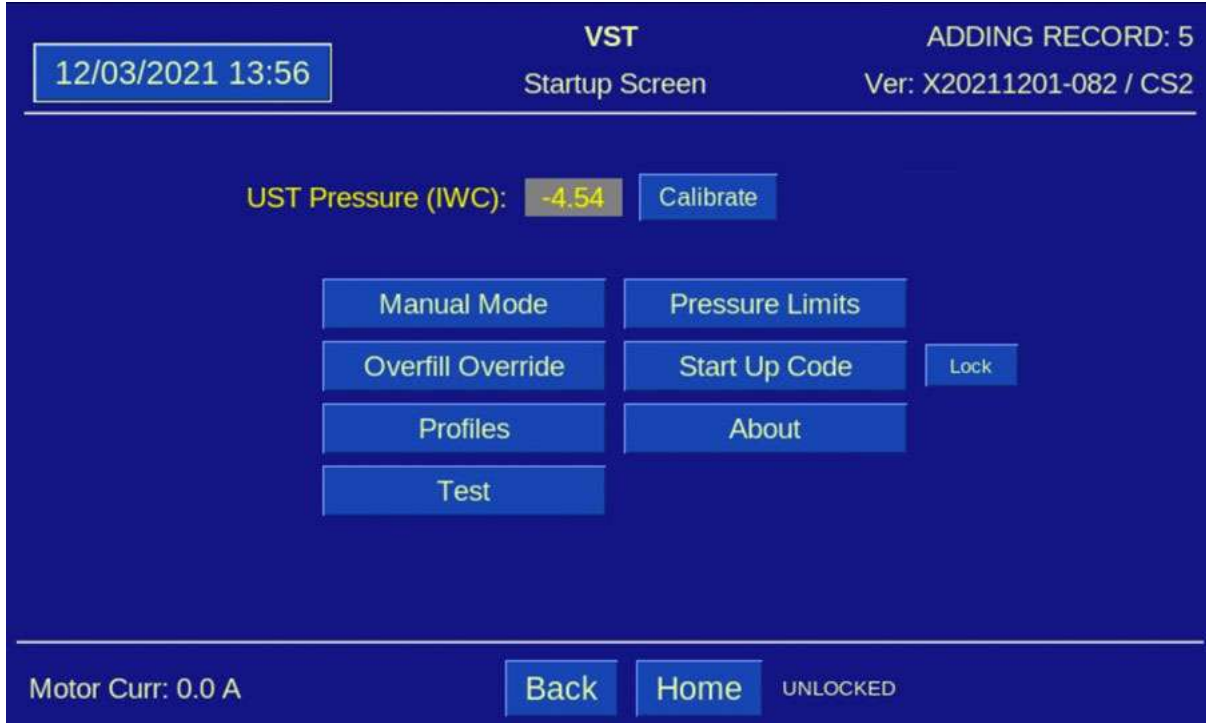 VST
ADDING RECORD: 5
12/03/2021 13:56
Startup Screen
Ver: X20211201-082 / CS2
UST Pressure (IWC): -4.54 Calibrate
Manual Mode Pressure Limits
Overfill Override Start Up Code Lock
Profiles About
Test
Motor Curr: 0.0 A Back Home UNLOCKED